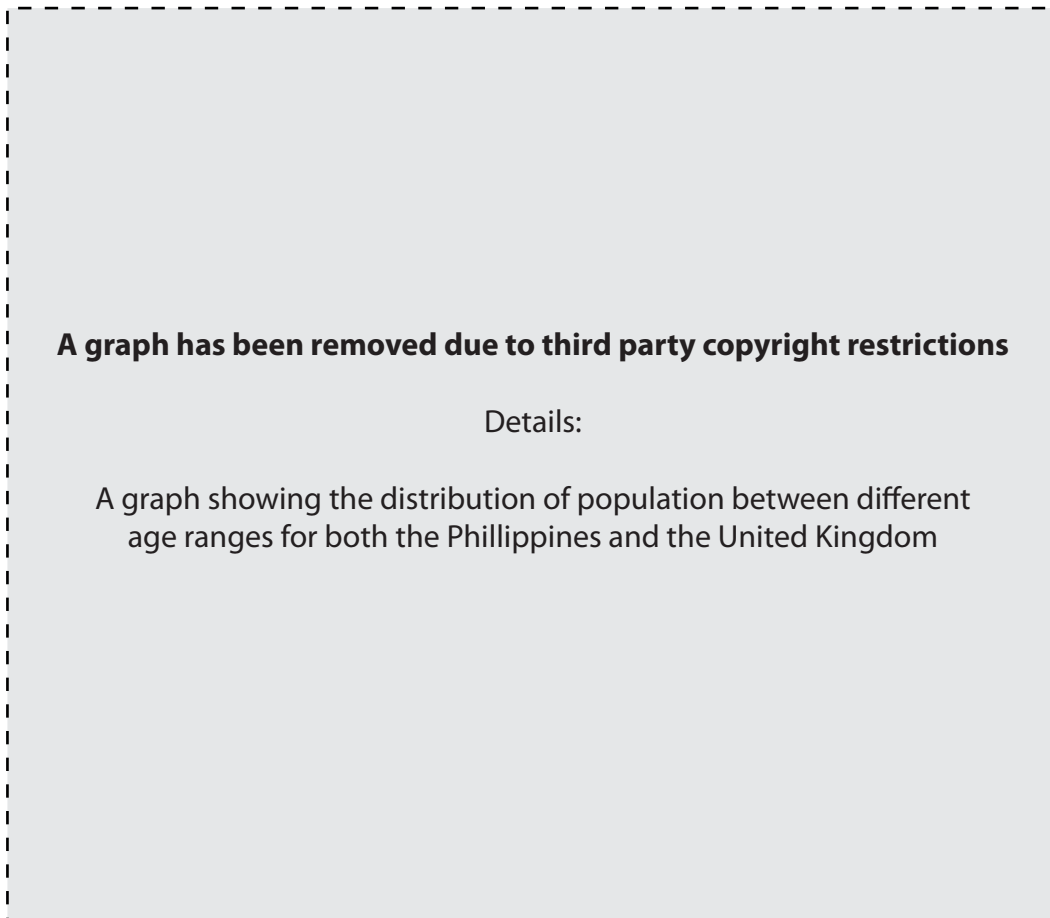 A graph has been removed due to third party copyright restrictions
Details:
A graph showing the distribution of population between different
age ranges for both the Phillippines and the United Kingdom